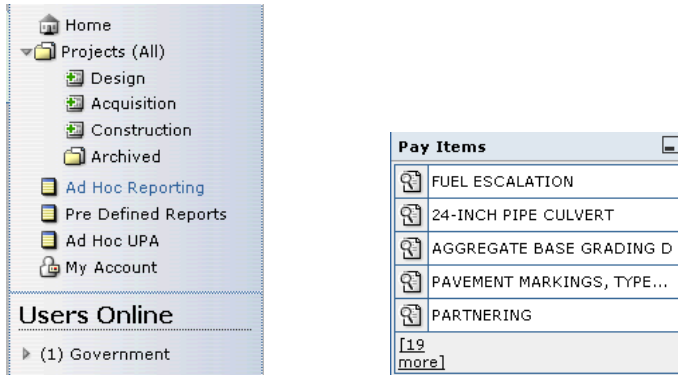 Home
Projects (All)
Design
Acquisition
Construction
Archived
Ad Hoc Reporting
Pre Defined Reports
Ad Hoc UPA
My Account
Users Online
(1) Government
Pay Items
FUEL ESCALATION
24-INCH PIPE CULVERT
AGGREGATE BASE GRADING D
PAVEMENT MARKINGS, TYPE...
PARTNERING
[19
more]